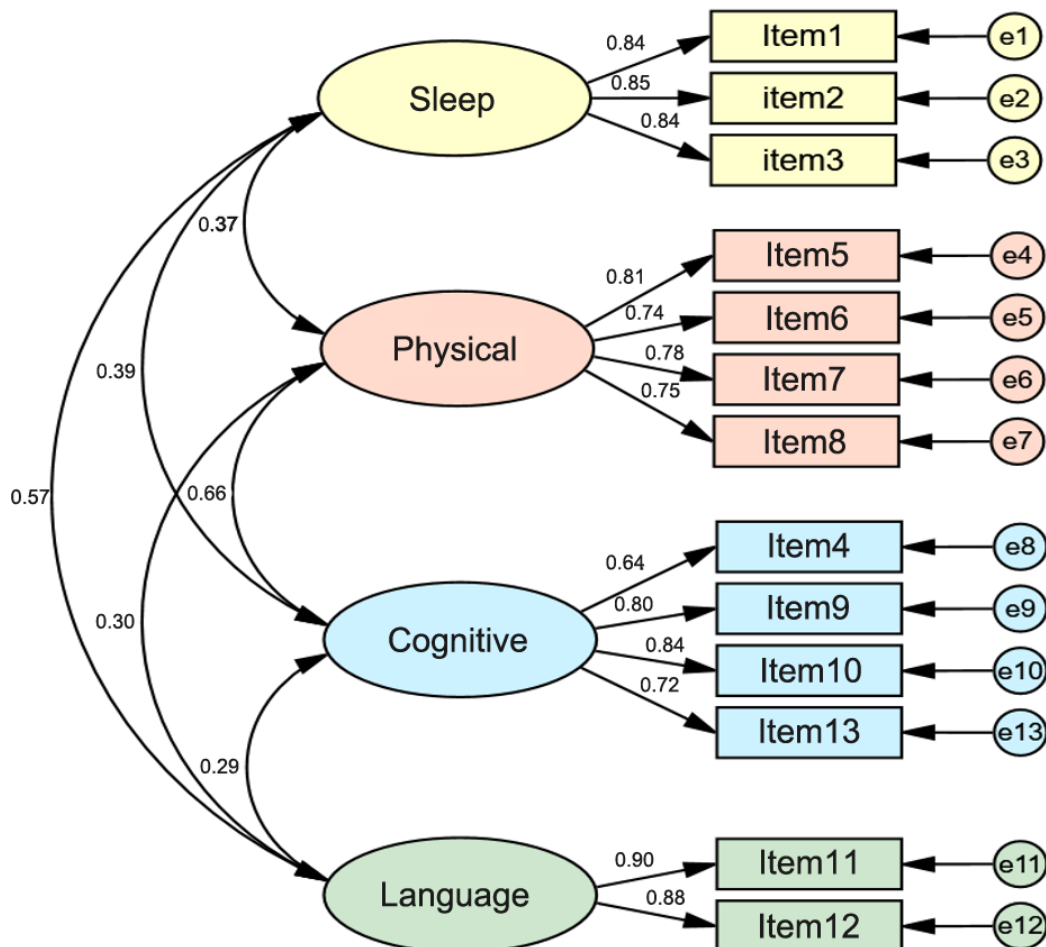 0.84
Item1
e1
Sleep
0.85
item2
e2
0.84
item3
e3
0.37
0.81
Item5
e4
0.74
Item6
e5
Physical
0.78
Item7
e6
0.39
0.75
Item8
e7
0.57
0.66
0.64
Item4
e8
0.80
Item9
e9
0.30
Cognitive
0.84
Item10
e10
0.72
Item13
e13
0.29
0.90
Item11
e11
Language
0.88
Item12
e12